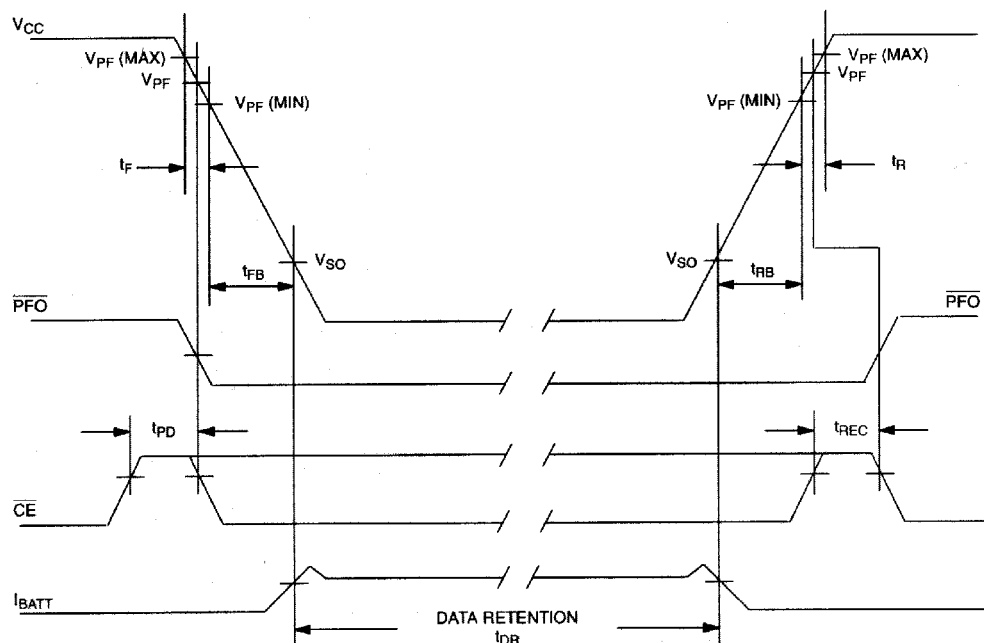 VCC
VPF (MAX)
VPF
VPF (MIN)
tF
VPF (MAX)
VPF
VPF (MIN)
tR
VSO
tFB
VSO
tRB
PFO
PFO
tPD
tREC
CE
IBATT
DATA RETENTION
tDR